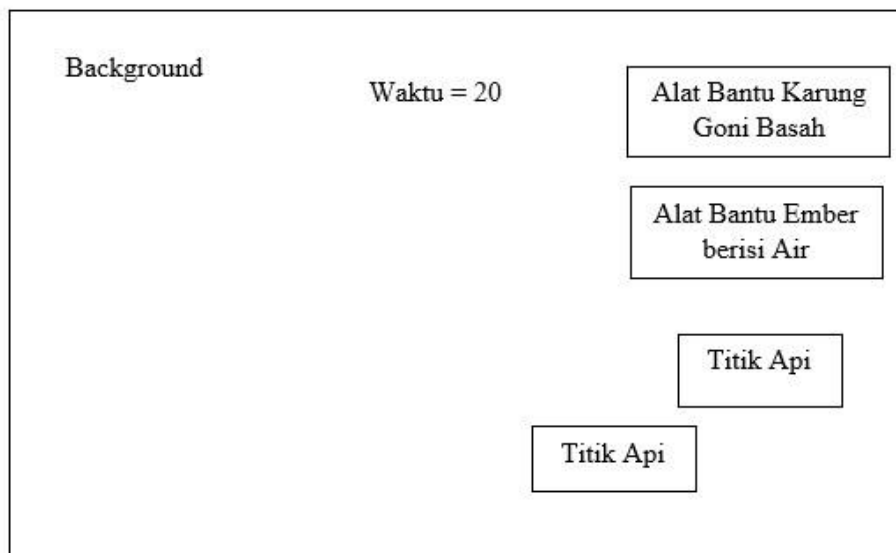 Background
Waktu = 20
Alat Bantu Karung
Goni Basah
Alat Bantu Ember
berisi Air
Titik Api
Titik Api